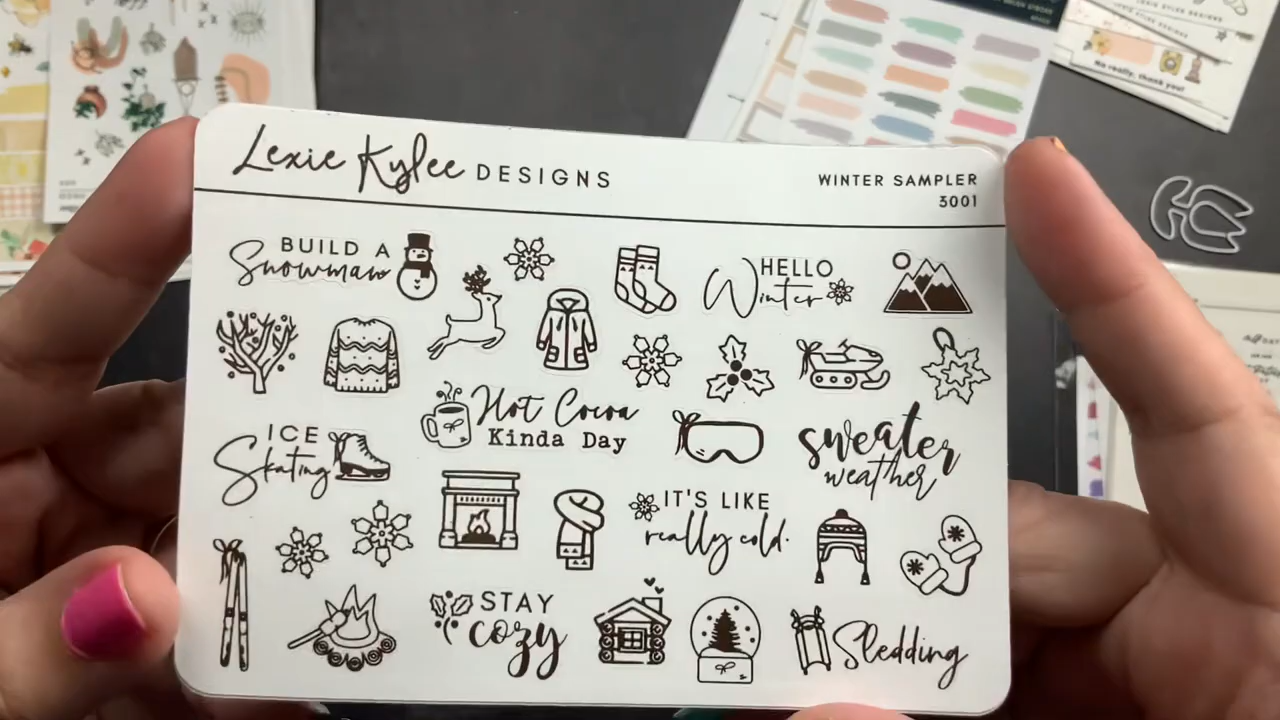 Lexie Kylee DESIGNS
WINTER SAMPLER
3001
BUILD A
Snowman
HELLO
Winter
Hot Cocoa
Kinda Day
ICE
Skating
sweater
weather
IT'S LIKE
really cold.
STAY
cozy
Sledding
No really, thank you!